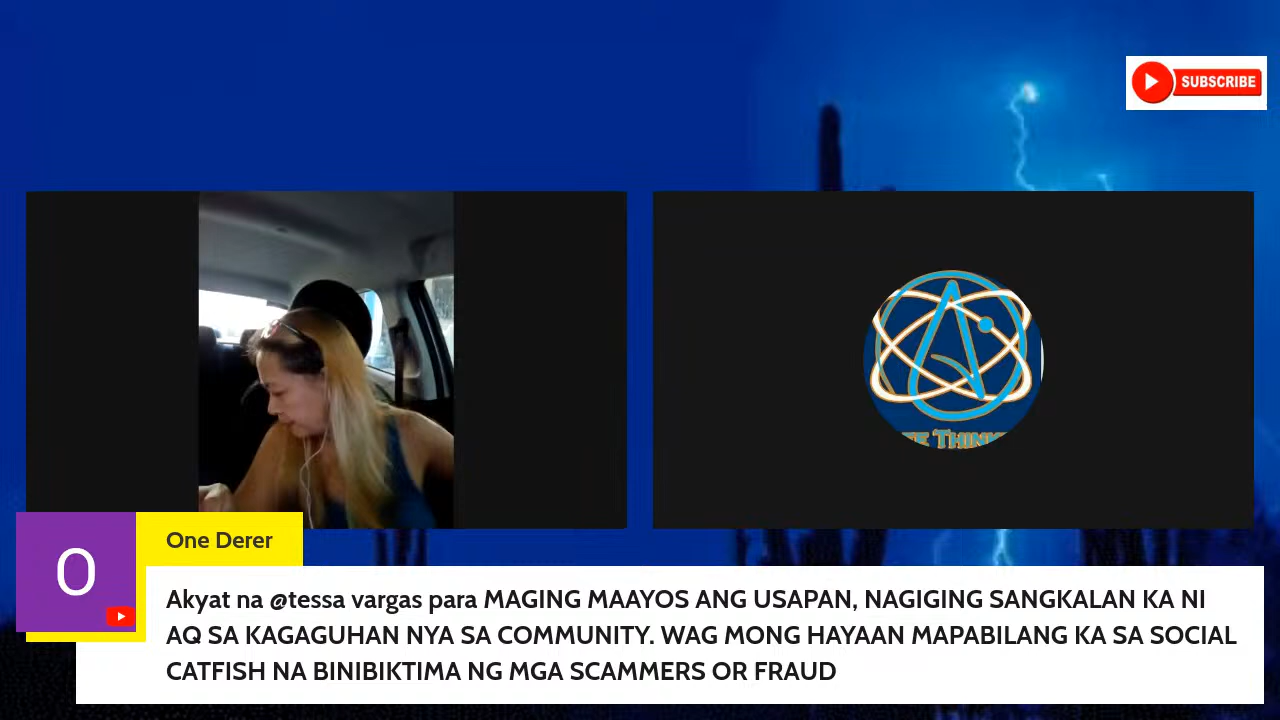 SUBSCRIBE
THINK
O
One Derer
Akyat na @tessa vargas para MAGING MAAYOS ANG USAPAN, NAGIGING SANGKALAN KA NI
AQ SA KAGAGUHAN NYA SA COMMUNITY. WAG MONG HAYAAN MAPABILANG KA SA SOCIAL
CATFISH NA BINIBIKTIMA NG MGA SCAMMERS OR FRAUD